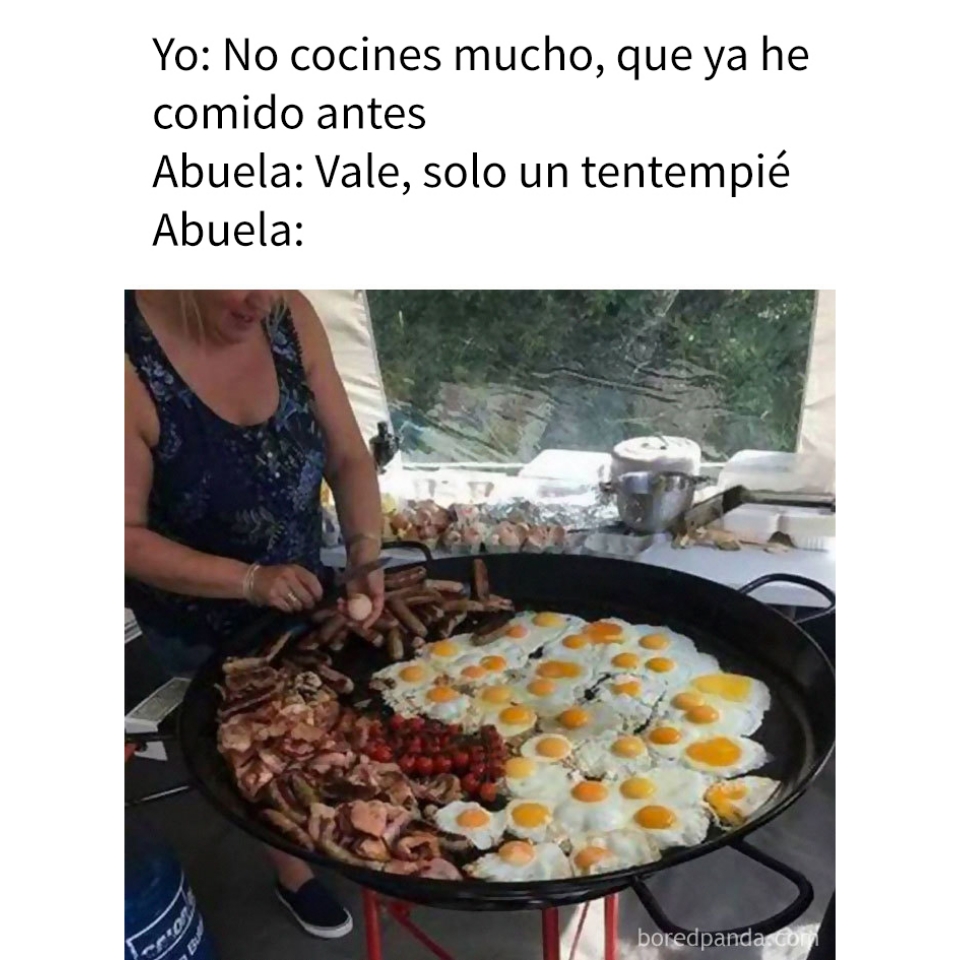 Yo: No cocines mucho, que ya he
comido antes
Abuela: Vale, solo un tentempié
Abuela:
boredpanda.com